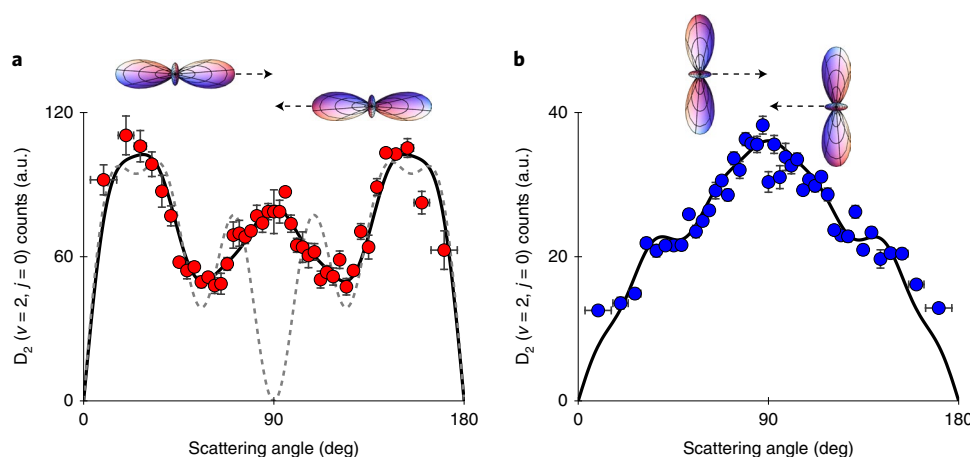 a
120
60
0
D₂ (v = 2, j = 0) counts (a.u.)
0 90 180
Scattering angle (deg)
b
40
20
0
D₂ (v = 2, j = 0) counts (a.u.)
0 90 180
Scattering angle (deg)